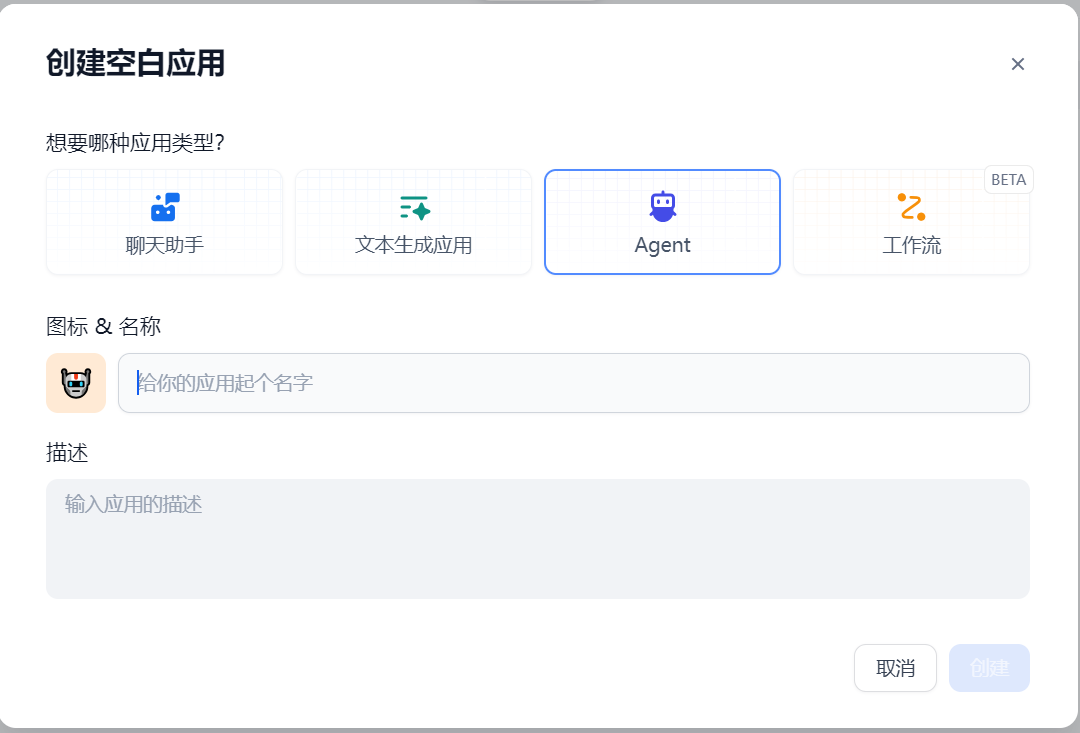 创建空白应用
想要哪种应用类型?
BETA
聊天助手
文本生成应用
Agent
工作流
图标 & 名称
给你的应用起个名字
描述
输入应用的描述
取消
创建